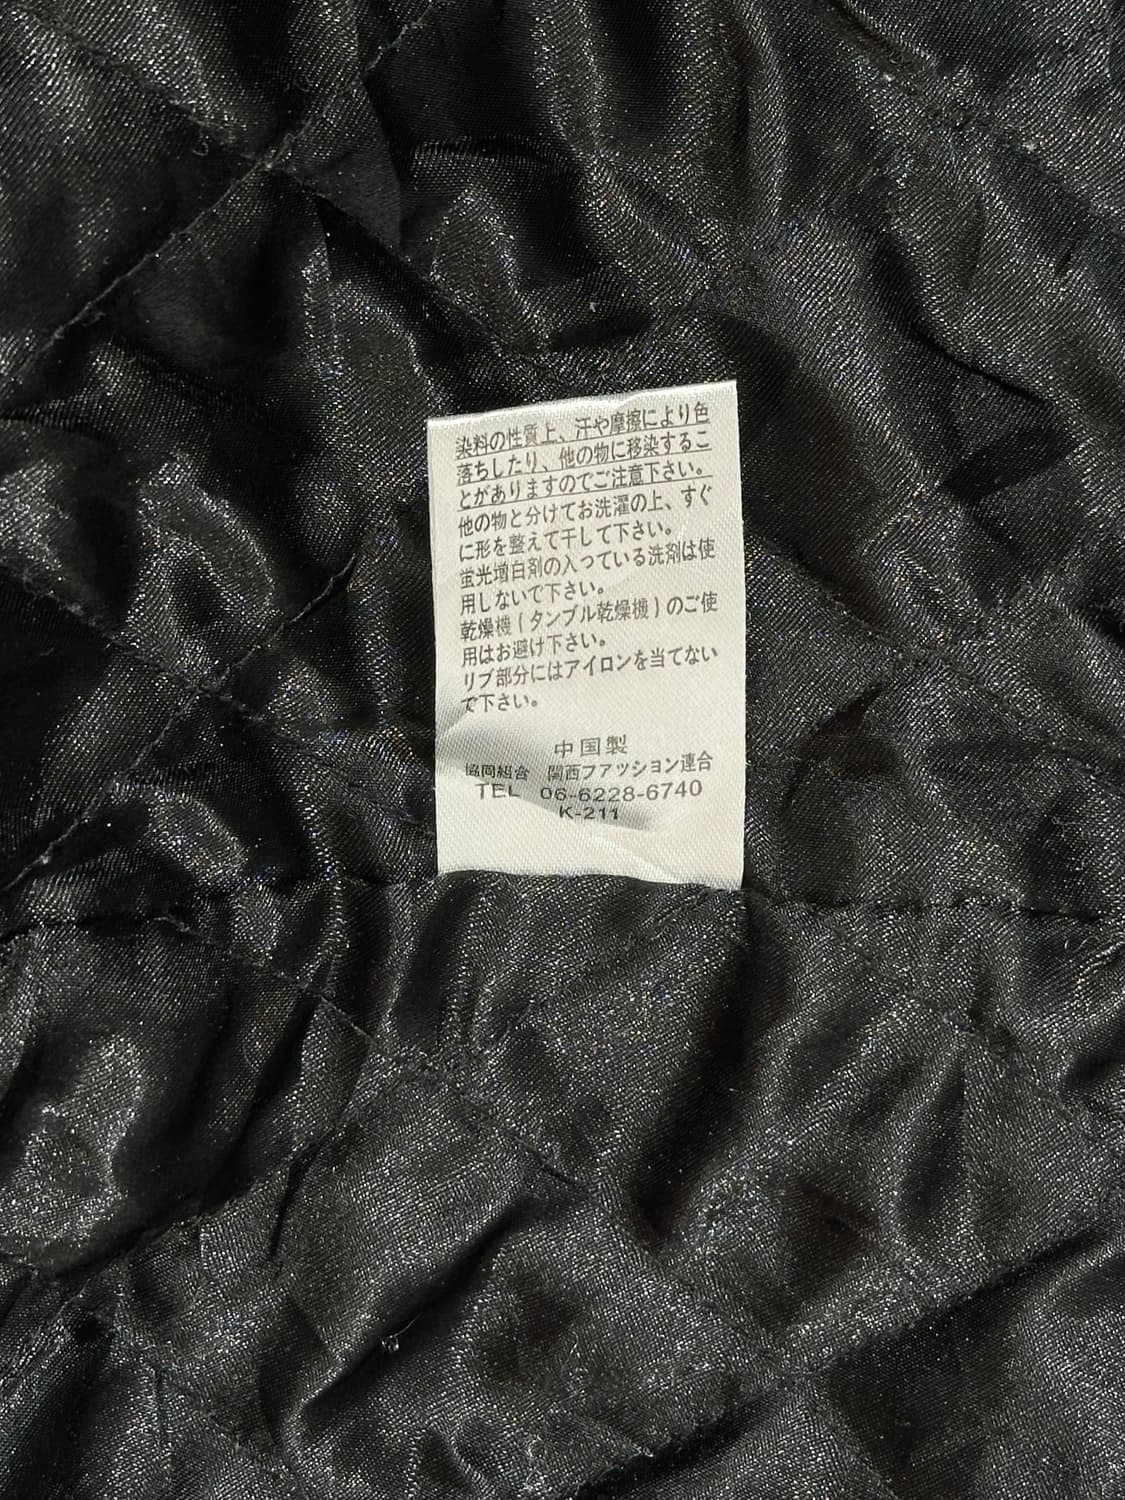 染料の性質上、汗や摩擦により色
落ちしたり、他の物に移染するこ
とがありますのでご注意下さい。
他の物と分けてお洗濯の上、すぐ
に形を整えて干して下さい。
蛍光増白剤の入っている洗剤は使
用しないで下さい。
乾燥機(タンブル乾燥機)のご使
用はお避け下さい。
リブ部分にはアイロンを当てない
で下さい。
中国製
協同組合 関西ファッション連合
TEL 06-6228-6740
K-211